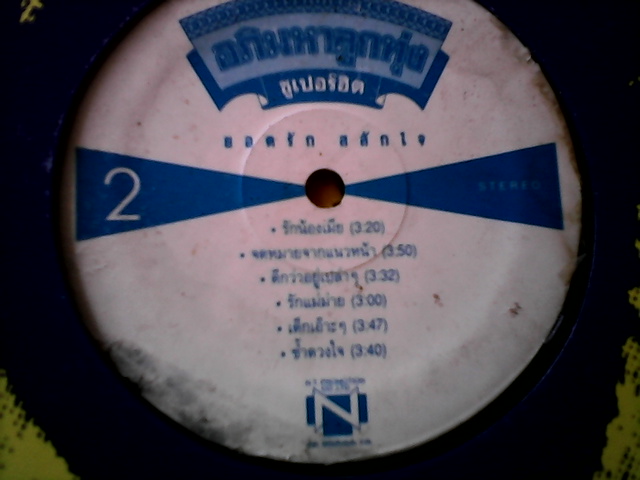 อภิมหาลูกทุ่ง
ซูเปอร์ฮิต
ยอดรัก สลักใจ
2
STEREO
• รักน้องเมีย (3:20)
• จดหมายจากแนวหน้า (3:50)
• ดีกว่าอยู่เปล่าๆ (3:32)
• รักแม่ม่าย (3:00)
• เด็กเอ๊าะๆ (3:47)
• ช้ำดวงใจ (3:40)
N